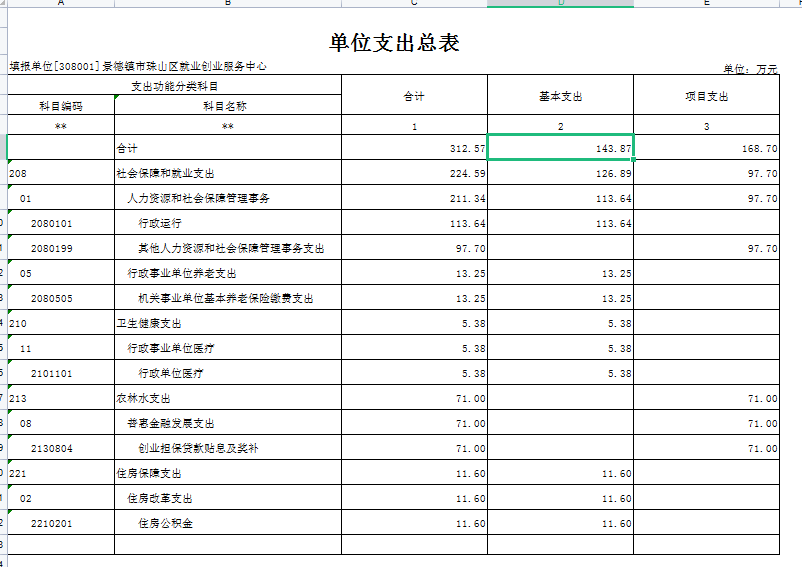 A B C D E
单位支出总表
填报单位[308001]景德镇市珠山区就业创业服务中心 单位：万元
支出功能分类科目 合计 基本支出 项目支出
科目编码 科目名称
** ** 1 2 3
合计 312.57 143.87 168.70
208 社会保障和就业支出 224.59 126.89 97.70
01 人力资源和社会保障管理事务 211.34 113.64 97.70
2080101 行政运行 113.64 113.64
2080199 其他人力资源和社会保障管理事务支出 97.70 97.70
05 行政事业单位养老支出 13.25 13.25
2080505 机关事业单位基本养老保险缴费支出 13.25 13.25
210 卫生健康支出 5.38 5.38
11 行政事业单位医疗 5.38 5.38
2101101 行政单位医疗 5.38 5.38
213 农林水支出 71.00 71.00
08 普惠金融发展支出 71.00 71.00
2130804 创业担保贷款贴息及奖补 71.00 71.00
221 住房保障支出 11.60 11.60
02 住房改革支出 11.60 11.60
2210201 住房公积金 11.60 11.60